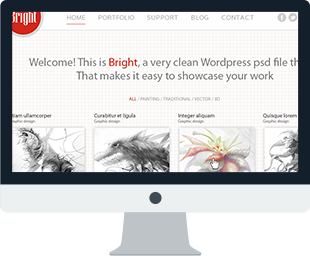 Bright
HOME PORTFOLIO SUPPORT BLOG CONTACT
Welcome! This is Bright, a very clean Wordpress psd file th
That makes it easy to showcase your work
ALL / PAINTING / TRADITIONAL / VECTOR / 3D
tiam ullamcorper Curabitur et ligula Integer aliquam Quisque lorem
Graphic design Graphic design Graphic design Graphic design